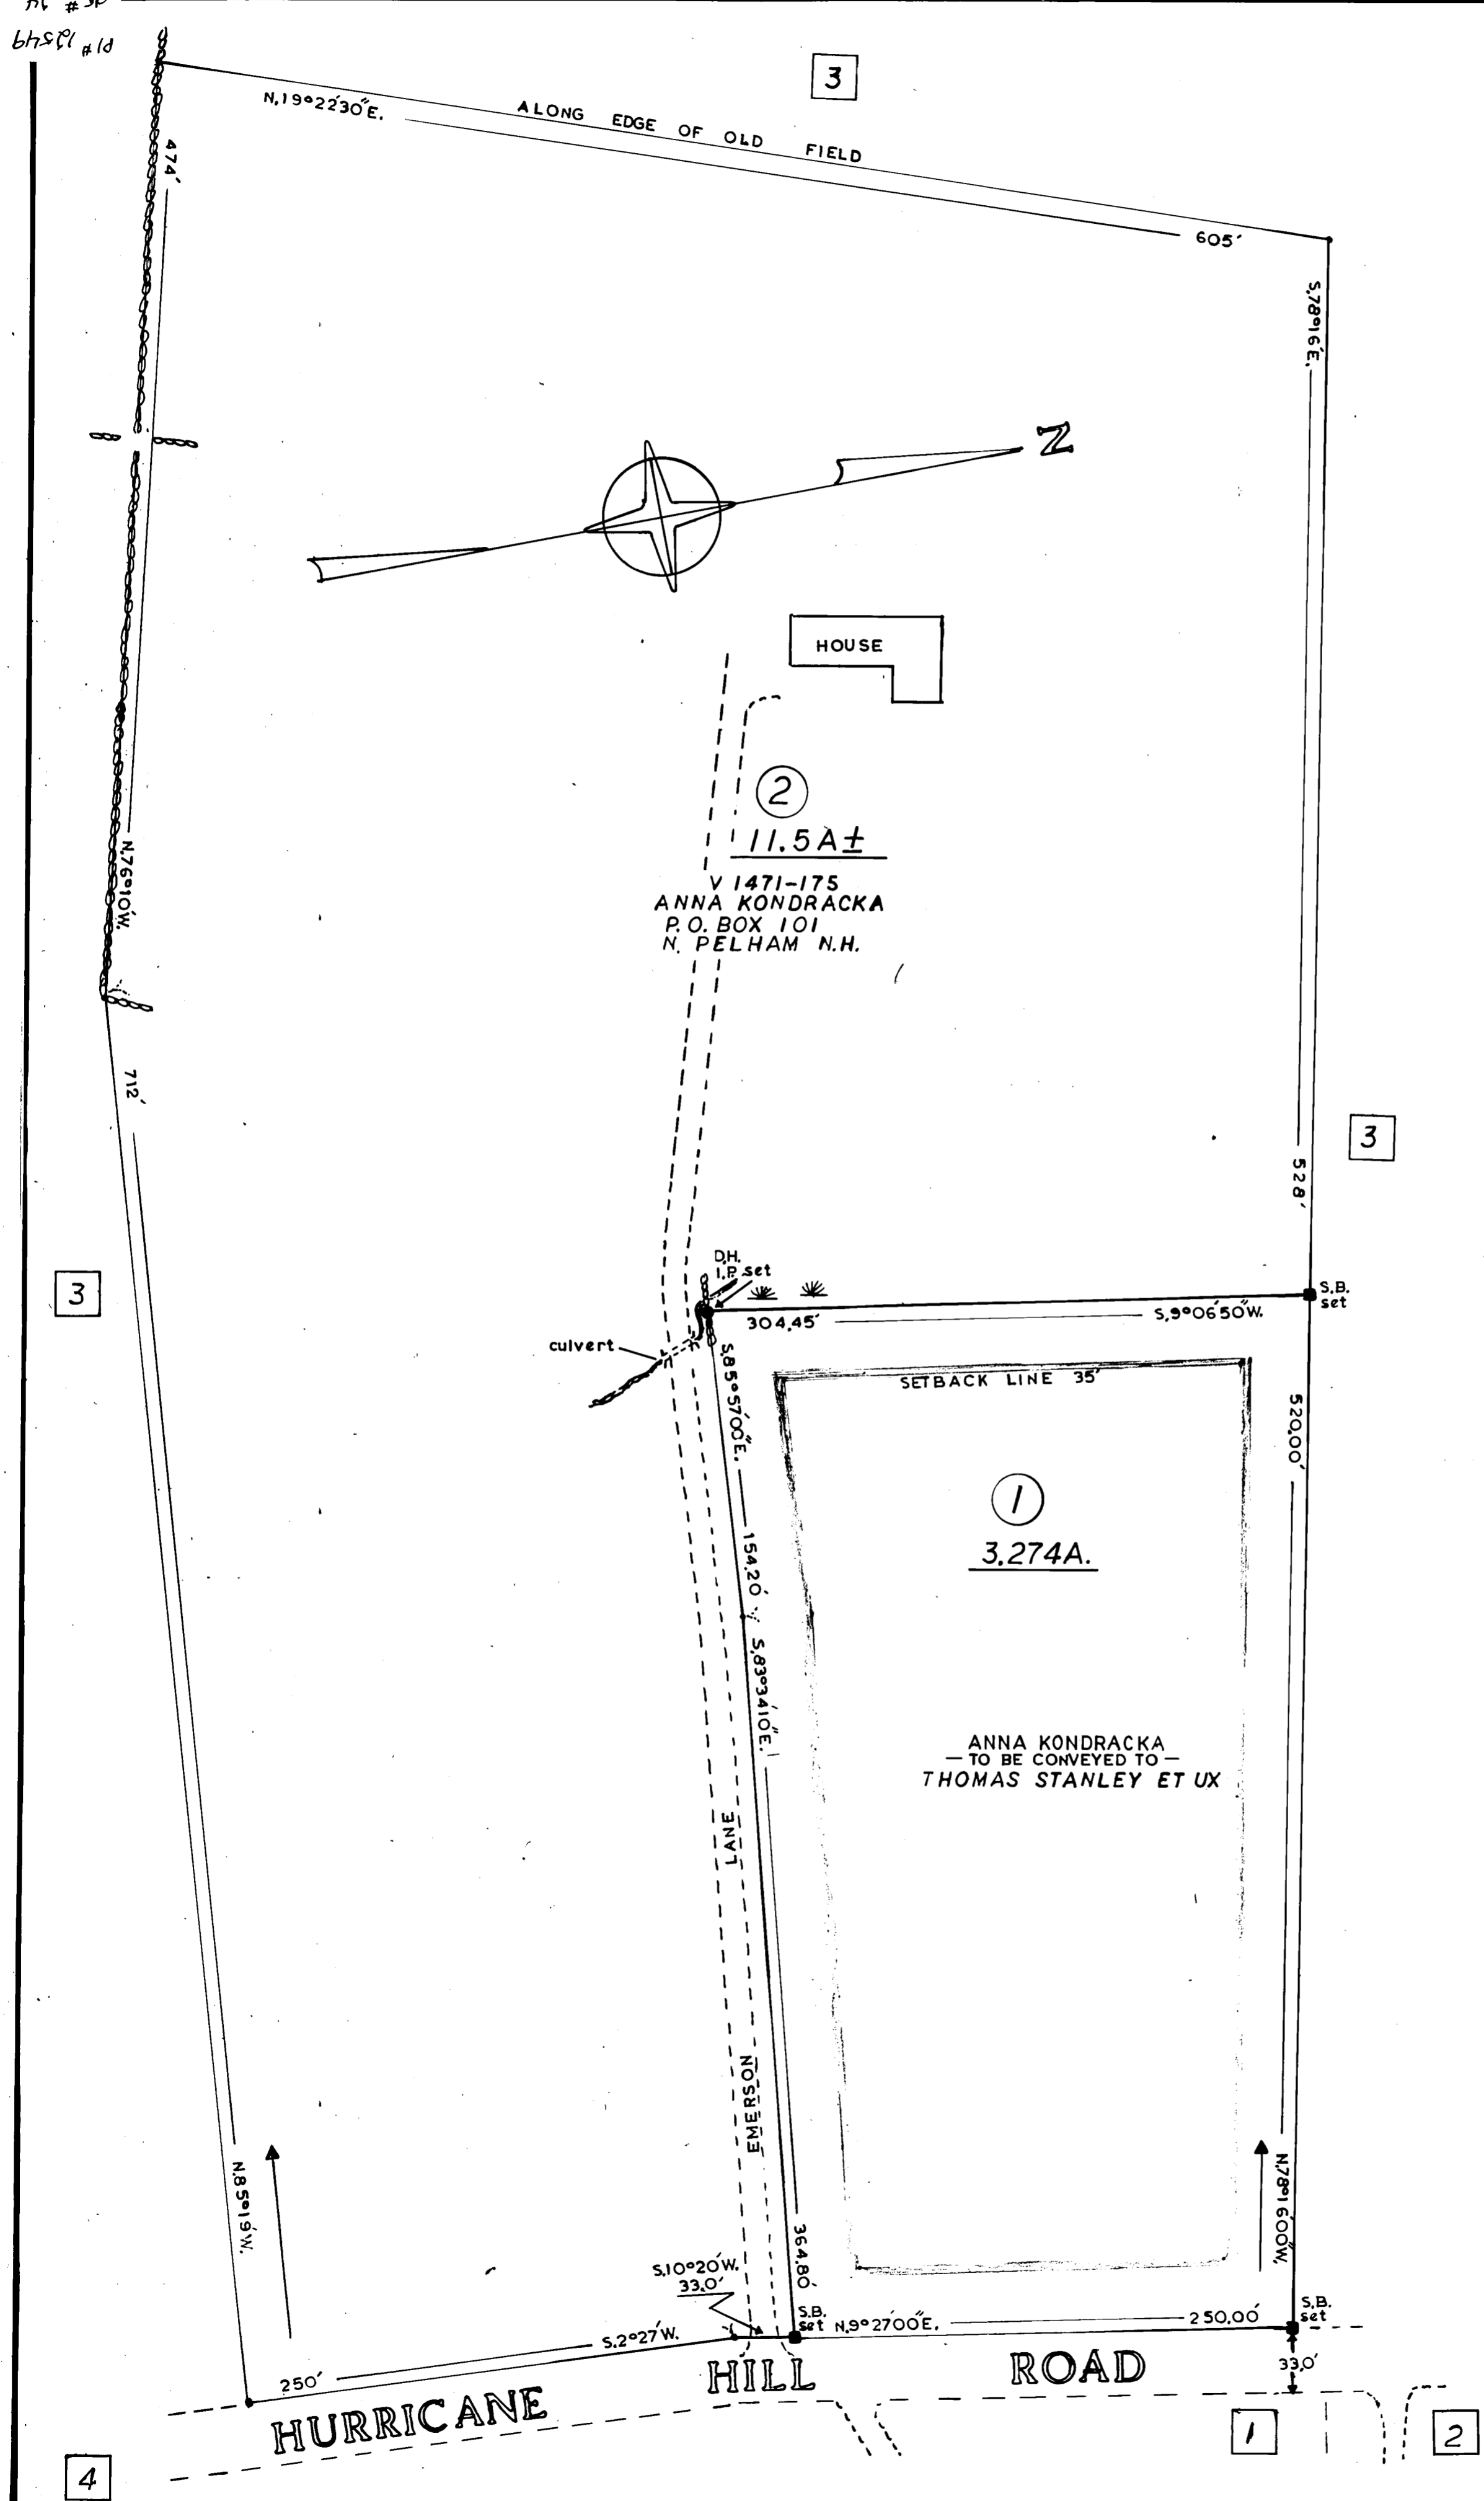 Pl# 12549
3
N.19°22'30"E.
ALONG EDGE OF OLD FIELD
605'
474'
S.78°16'E.
N
HOUSE
2
11.5A±
V 1471-175
ANNA KONDRACKA
P.O. BOX 101
N. PELHAM N.H.
N.76°10'W.
712'
528'
3
3
D.H.
I.P. set
S.B.
set
304.45'
S.9°06'50"W.
culvert
SETBACK LINE 35'
S.85°57'00"E.
154.20'
520.00'
1
3.274A.
S.83°34'10"E.
ANNA KONDRACKA
— TO BE CONVEYED TO —
THOMAS STANLEY ET UX
EMERSON LANE
N.85°19'W.
N.78°16'00"W.
364.80'
S.10°20'W.
33.0'
S.B.
set
N.9°27'00"E.
250.00'
S.B.
set
S.2°27'W.
250'
33.0'
HURRICANE HILL ROAD
1
2
4